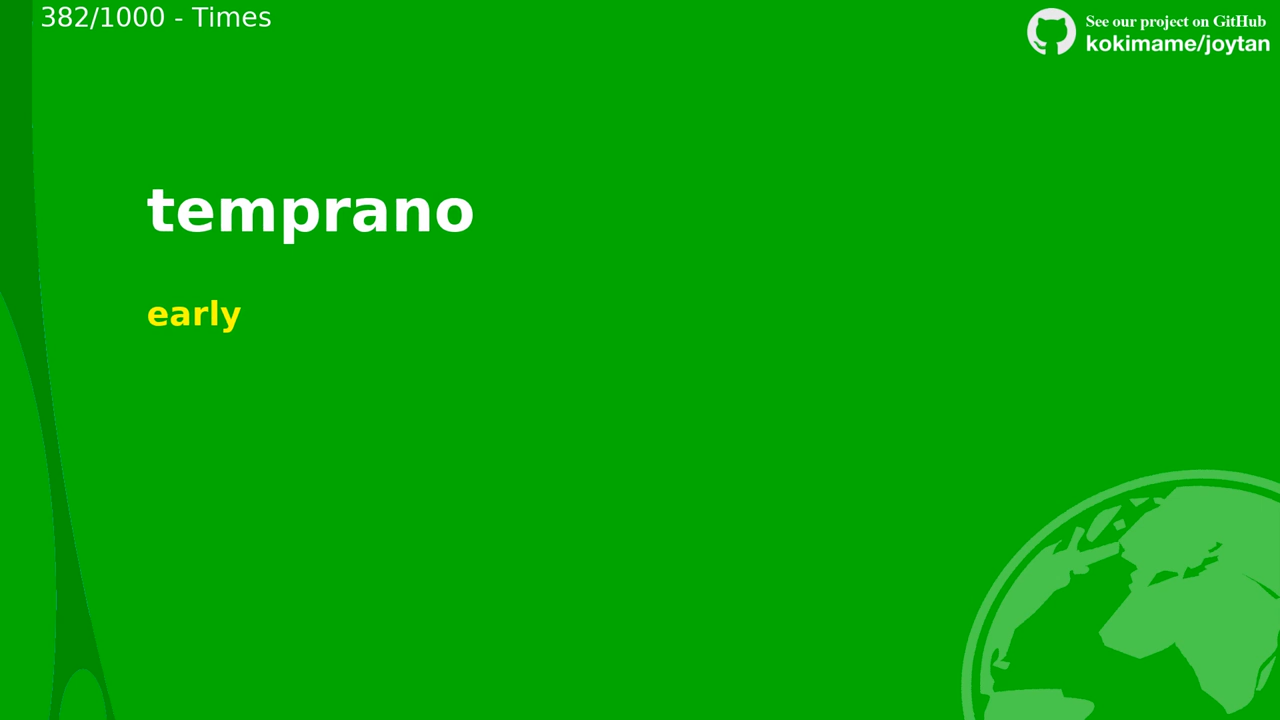 382/1000 - Times
See our project on GitHub
kokimame/joytan
temprano
early